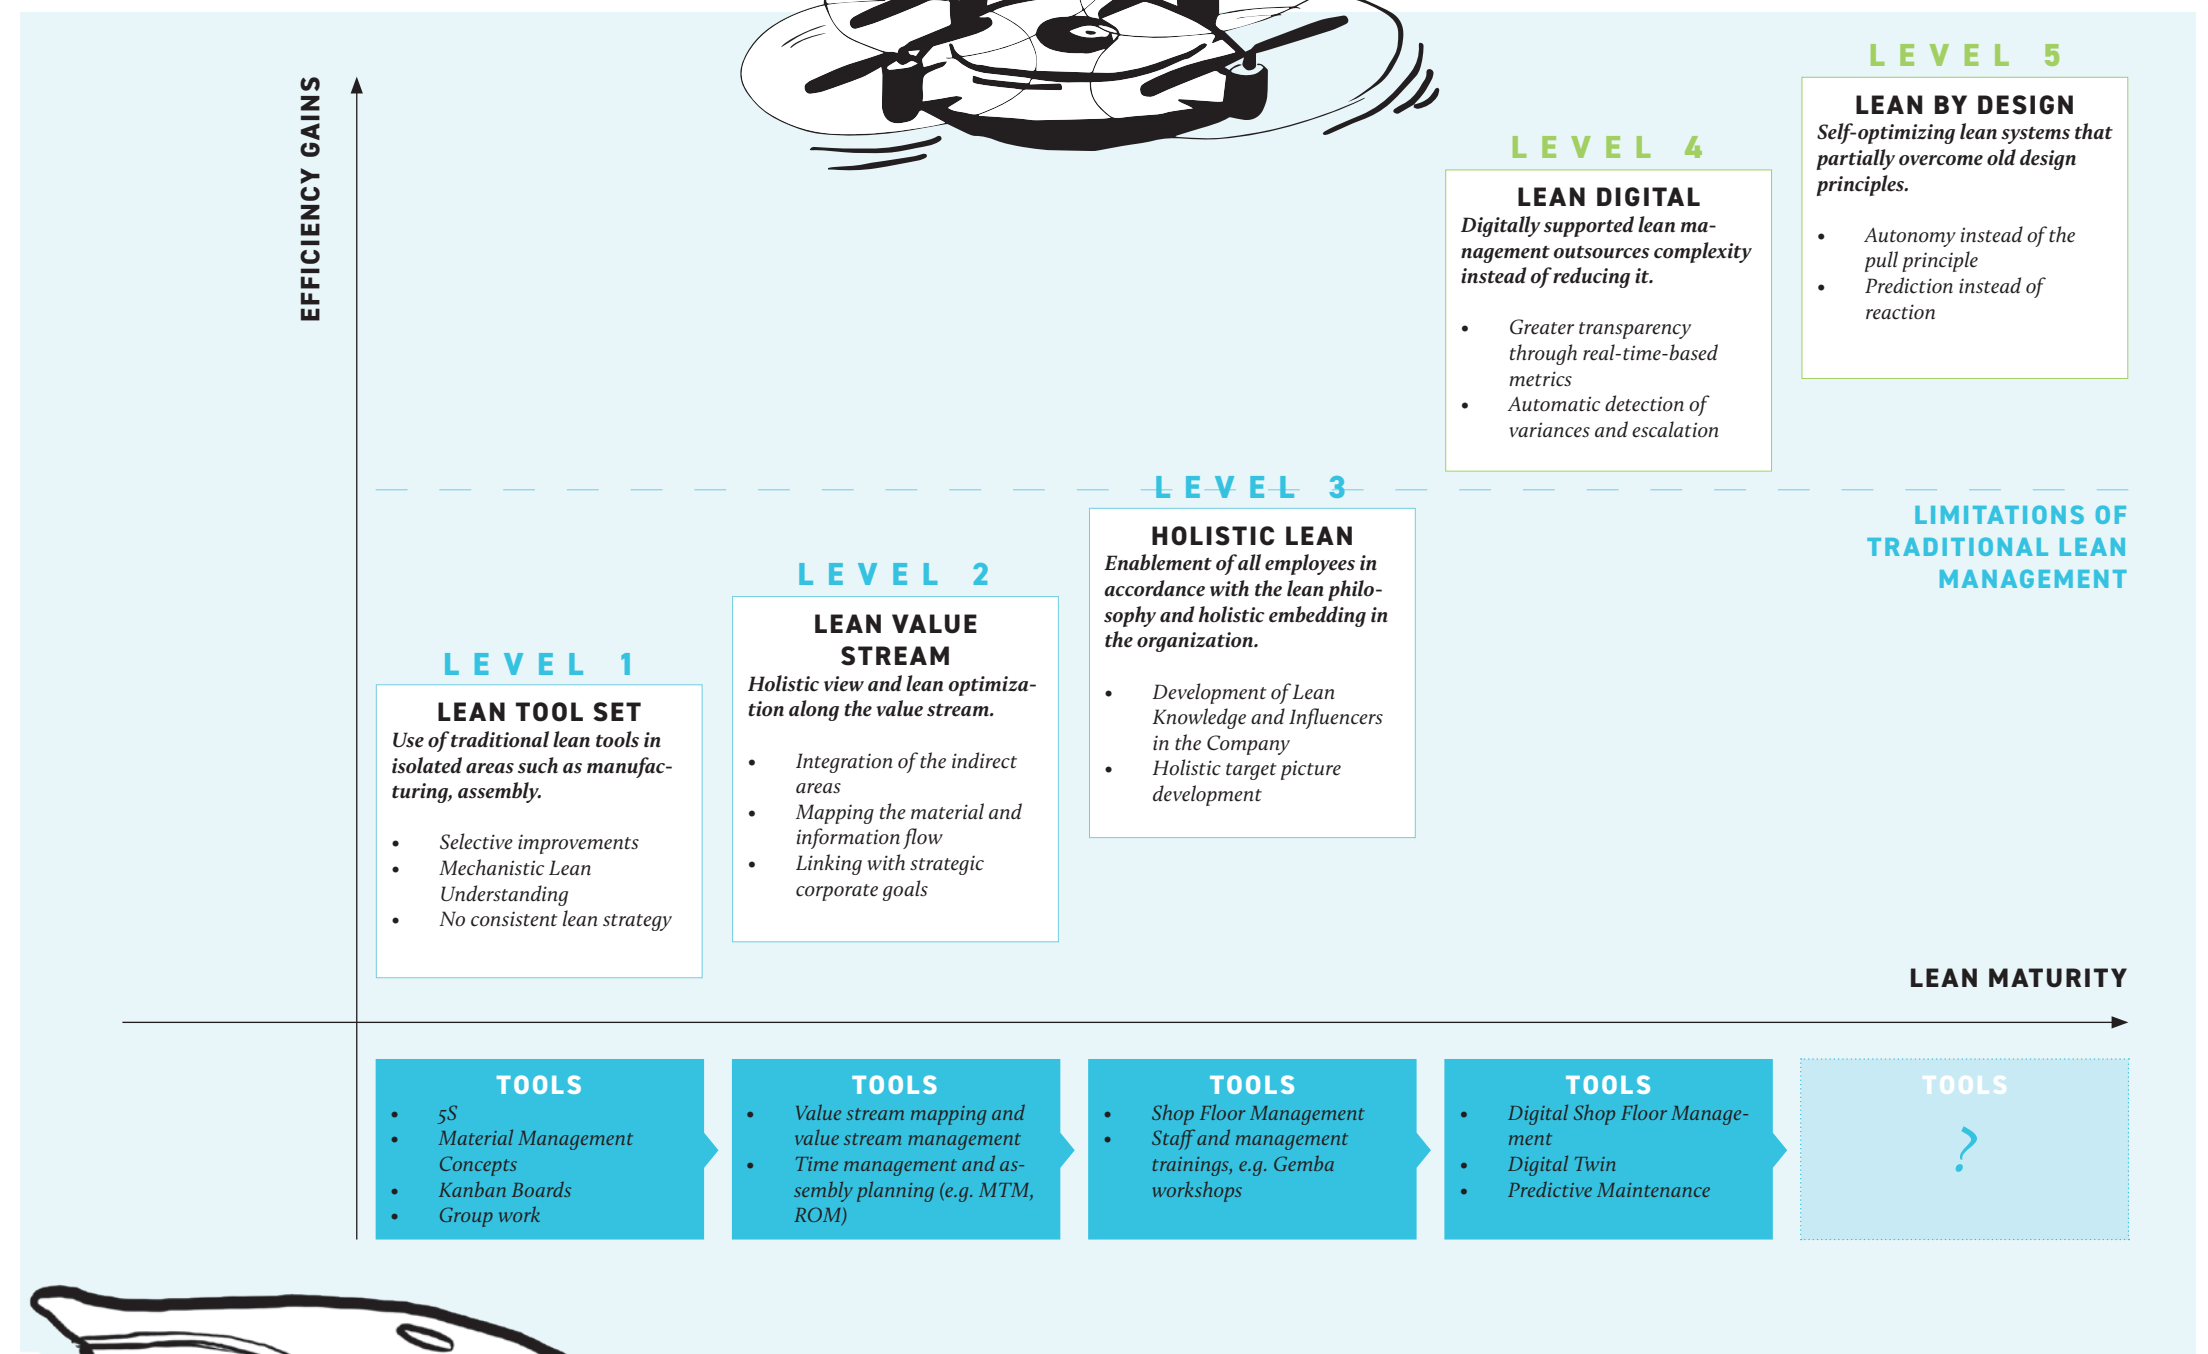 EFFICIENCY GAINS
LEVEL 5
LEAN BY DESIGN
Self-optimizing lean systems that
partially overcome old design
principles.
• Autonomy instead of the
pull principle
• Prediction instead of
reaction
LEVEL 4
LEAN DIGITAL
Digitally supported lean ma-
nagement outsources complexity
instead of reducing it.
• Greater transparency
through real-time-based
metrics
• Automatic detection of
variances and escalation
LEVEL 3
HOLISTIC LEAN
Enablement of all employees in
accordance with the lean philo-
sophy and holistic embedding in
the organization.
• Development of Lean
Knowledge and Influencers
in the Company
• Holistic target picture
development
LIMITATIONS OF
TRADITIONAL LEAN
MANAGEMENT
LEVEL 2
LEAN VALUE
STREAM
Holistic view and lean optimiza-
tion along the value stream.
• Integration of the indirect
areas
• Mapping the material and
information flow
• Linking with strategic
corporate goals
LEVEL 1
LEAN TOOL SET
Use of traditional lean tools in
isolated areas such as manufac-
turing, assembly.
• Selective improvements
• Mechanistic Lean
Understanding
• No consistent lean strategy
LEAN MATURITY
TOOLS
• 5S
• Material Management
Concepts
• Kanban Boards
• Group work
TOOLS
• Value stream mapping and
value stream management
• Time management and as-
sembly planning (e.g. MTM,
ROM)
TOOLS
• Shop Floor Management
• Staff and management
trainings, e.g. Gemba
workshops
TOOLS
• Digital Shop Floor Manage-
ment
• Digital Twin
• Predictive Maintenance
TOOLS
?